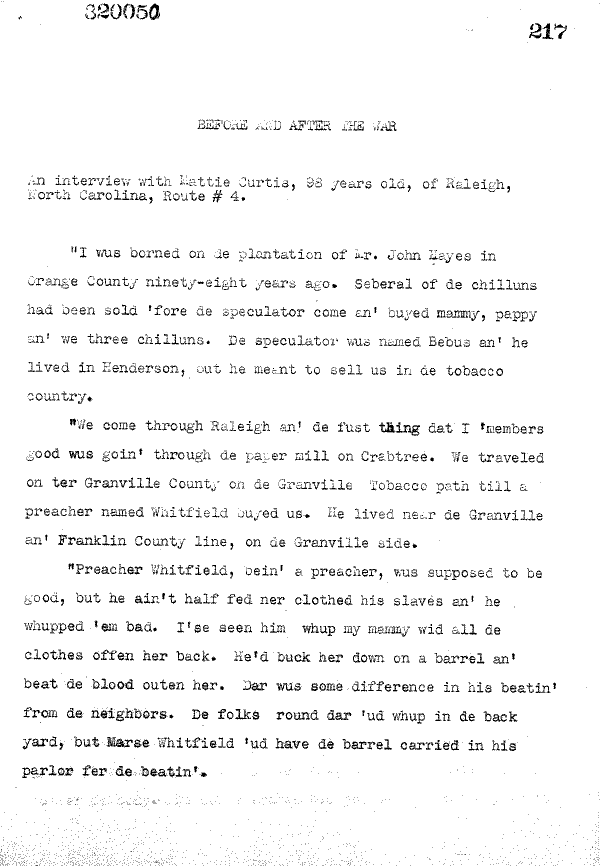 320050
217
BEFORE AND AFTER THE WAR
An interview with Mattie Curtis, 98 years old, of Raleigh,
North Carolina, Route # 4.
"I wus borned on de plantation of Mr. John Hayes in
Orange County ninety-eight years ago. Seberal of de chilluns
had been sold 'fore de speculator come an' buyed mammy, pappy
an' we three chilluns. De speculator wus named Bebus an' he
lived in Henderson, but he meant to sell us in de tobacco
country.
"We come through Raleigh an' de fust thing dat I 'members
good wus goin' through de paper mill on Crabtree. We traveled
on ter Granville County on de Granville Tobacco path till a
preacher named Whitfield buyed us. He lived near de Granville
an' Franklin County line, on de Granville side.
"Preacher Whitfield, bein' a preacher, wus supposed to be
good, but he ain't half fed ner clothed his slaves an' he
whupped 'em bad. I'se seen him whup my mammy wid all de
clothes offen her back. He'd buck her down on a barrel an'
beat de blood outen her. Dar wus some difference in his beatin'
from de neighbors. De folks round dar 'ud whup in de back
yard, but Marse Whitfield 'ud have de barrel carried in his
parlor fer de beatin'.